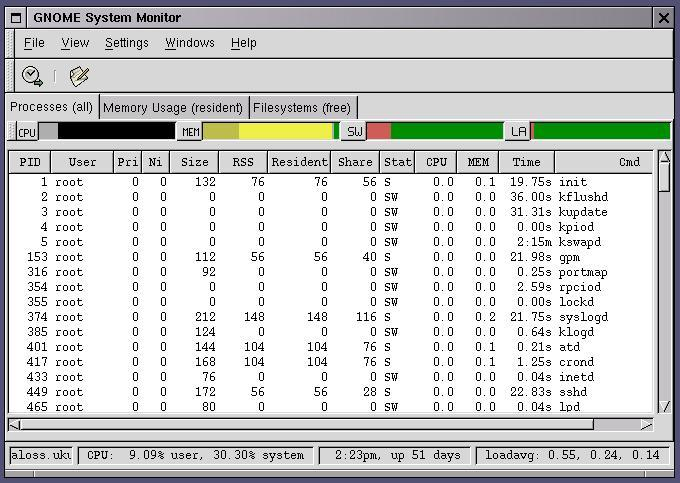 GNOME System Monitor
File View Settings Windows Help
Processes (all) Memory Usage (resident) Filesystems (free)
CPU MEM SW LA
PID User Pri Ni Size RSS Resident Share Stat CPU MEM Time Cmd
1 root 0 0 132 76 76 56 S 0.0 0.1 19.75s init
2 root 0 0 0 0 0 0 SW 0.0 0.0 36.00s kflushd
3 root 0 0 0 0 0 0 SW 0.0 0.0 31.31s kupdate
4 root 0 0 0 0 0 0 SW 0.0 0.0 0.00s kpiod
5 root 0 0 0 0 0 0 SW 0.0 0.0 2:15m kswapd
153 root 0 0 112 56 56 40 S 0.0 0.0 21.98s gpm
316 root 0 0 92 0 0 0 SW 0.0 0.0 0.25s portmap
354 root 0 0 0 0 0 0 SW 0.0 0.0 2.59s rpciod
355 root 0 0 0 0 0 0 SW 0.0 0.0 0.00s lockd
374 root 0 0 212 148 148 116 S 0.0 0.2 21.75s syslogd
385 root 0 0 124 0 0 0 SW 0.0 0.0 0.64s klogd
401 root 0 0 144 104 104 76 S 0.0 0.1 0.21s atd
417 root 0 0 168 104 104 76 S 0.0 0.1 1.25s crond
433 root 0 0 76 0 0 0 SW 0.0 0.0 0.04s inetd
449 root 0 0 172 56 56 28 S 0.0 0.0 22.83s sshd
465 root 0 0 80 0 0 0 SW 0.0 0.0 0.04s lpd
aloss.uku CPU: 9.09% user, 30.30% system 2:23pm, up 51 days loadavg: 0.55, 0.24, 0.14